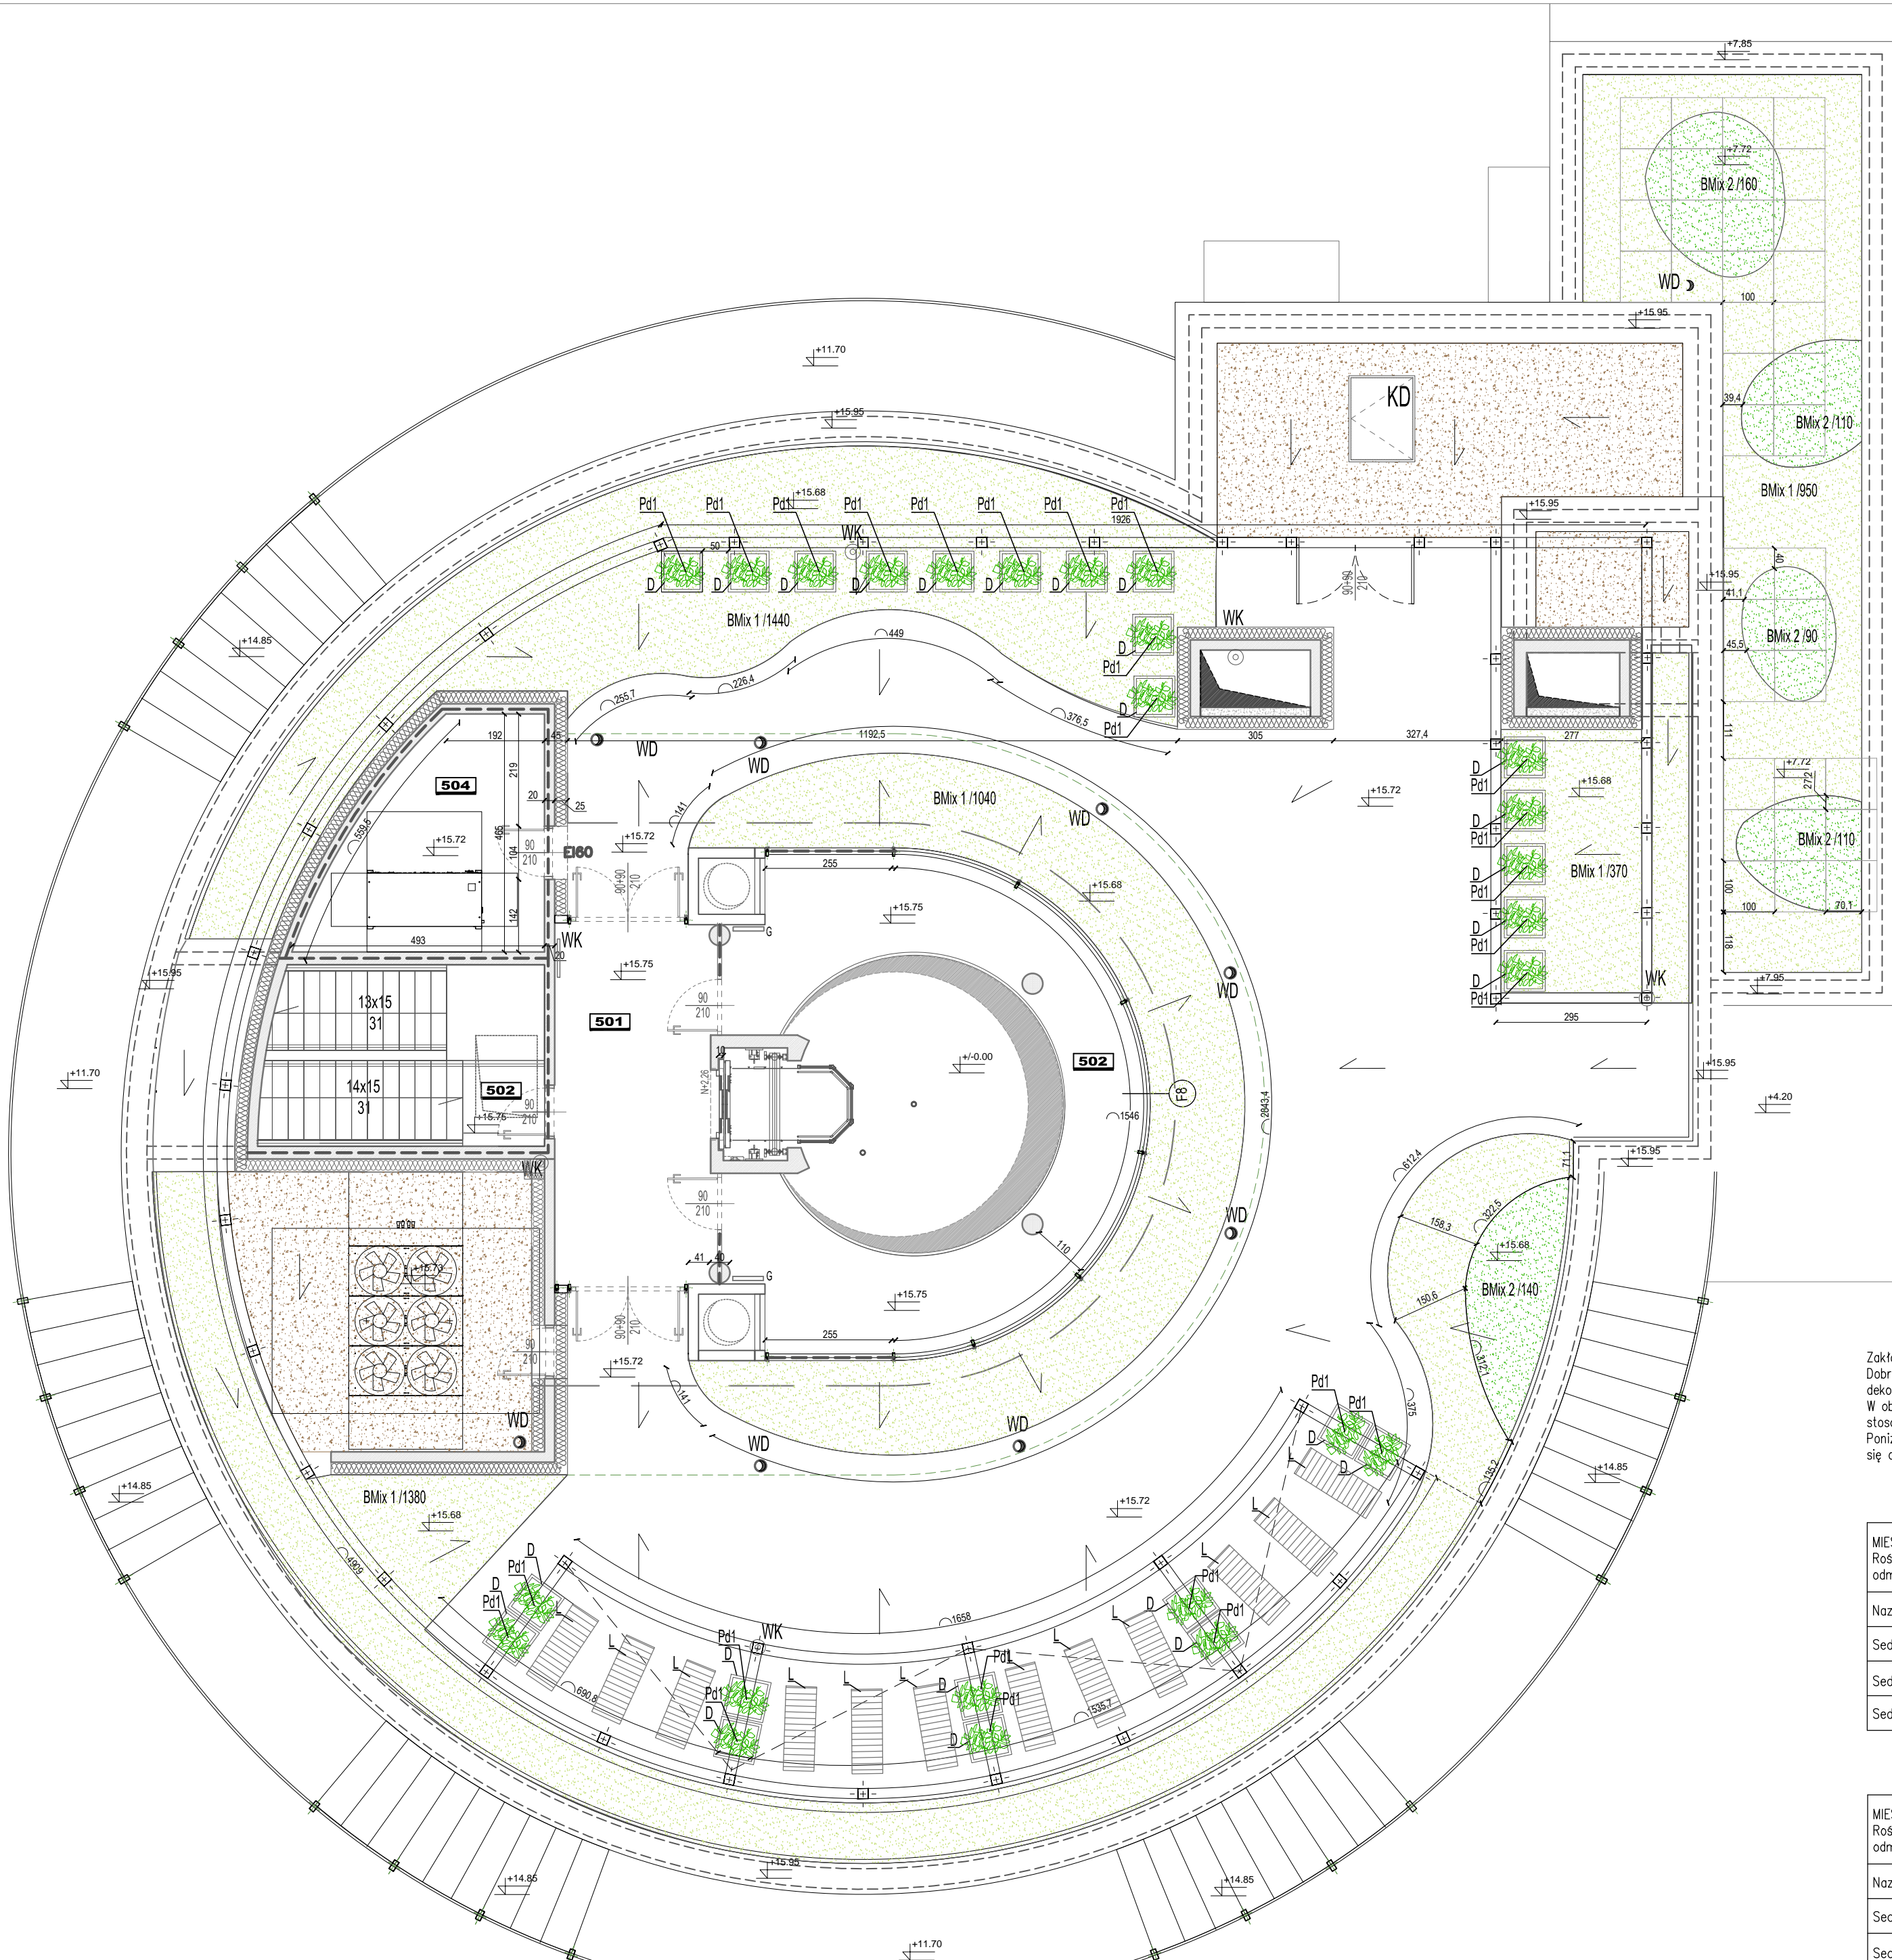 +7.85
+7.72
BMix 2 /160
WD
100
+15.95
+11.70
+15.95
KD
39,4
BMix 2 /110
BMix 1 /950
+15.68
Pd1
Pd1
Pd1
Pd1
Pd1
Pd1
Pd1
Pd1
1926
WK
50
+15.95
D
D
D
D
D
D
D
D
90+90
210
40
+15.95
41,1
BMix 1 /1440
WK
449
D
Pd1
BMix 2 /90
45,5
+14.85
226,4
255,7
D
Pd1
376,5
192
45
WD
WD
1192,5
305
327,4
277
111
219
504
20
25
141
BMix 1 /1040
WD
D
Pd1
+15.68
+15.72
+7.72
27,2
559,5
465
104
+15.72
90
210
EI60
+15.72
D
Pd1
BMix 2 /110
90+90
210
255
+15.68
D
Pd1
BMix 1 /370
142
+15.75
G
100
100
70,1
493
WK
20
D
Pd1
118
+15.95
+15.75
WD
D
Pd1
WK
+7.95
13x15
31
90
210
501
295
10
+/-0.00
502
+15.95
+11.70
14x15
31
502
90
210
N+2,26
F8
+4.20
+15.75
1546
2843,4
WK
90
210
612,4
71,1
+15.95
322,5
WD
158,3
+15.68
+15.73
41
40
110
G
BMix 2 /140
150,6
+15.75
90+90
210
90
210
255
312,1
+15.72
141
375
Pd1
Pd1
WD
WD
WD
D
D
L
135,2
+14.85
+14.85
BMix 1 /1380
+15.68
+15.72
L
4909
D
Pd1
D
Pd1
L
L
L
D
Pd1
1658
WK
Pd1
D
Pd1
D
L
L
L
L
L
L
L
Pd1
D
Pd1
D
690,8
535,7
+15.95
+14.85
+14.85
+11.70